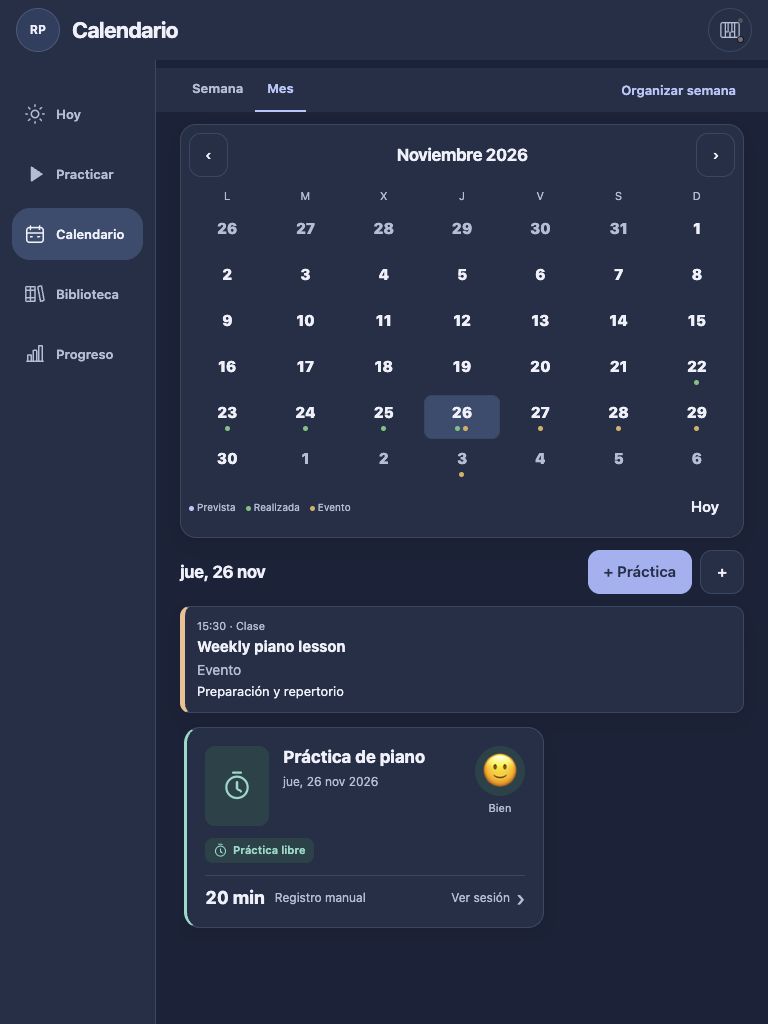 RP
Calendario
Hoy
Practicar
Calendario
Biblioteca
Progreso
Semana
Mes
Organizar semana
‹
Noviembre 2026
›
L M X J V S D
26 27 28 29 30 31 1
2 3 4 5 6 7 8
9 10 11 12 13 14 15
16 17 18 19 20 21 22
23 24 25 26 27 28 29
30 1 2 3 4 5 6
Prevista Realizada Evento
Hoy
jue, 26 nov
+ Práctica
+
15:30 · Clase
Weekly piano lesson
Evento
Preparación y repertorio
Práctica de piano
jue, 26 nov 2026
Bien
Práctica libre
20 min Registro manual
Ver sesión ›